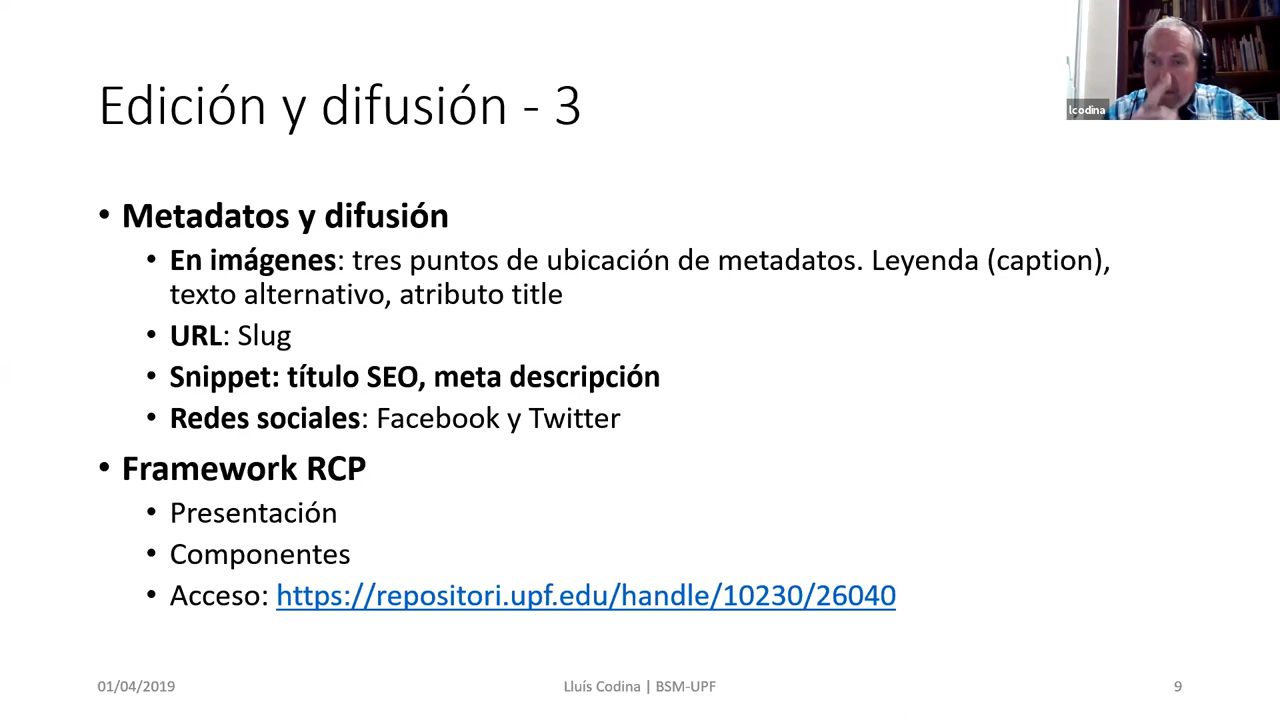 Edición y difusión - 3
lcodina
• Metadatos y difusión
• En imágenes: tres puntos de ubicación de metadatos. Leyenda (caption),
texto alternativo, atributo title
• URL: Slug
• Snippet: título SEO, meta descripción
• Redes sociales: Facebook y Twitter
• Framework RCP
• Presentación
• Componentes
• Acceso: https://repositori.upf.edu/handle/10230/26040
01/04/2019
Lluís Codina | BSM-UPF
9